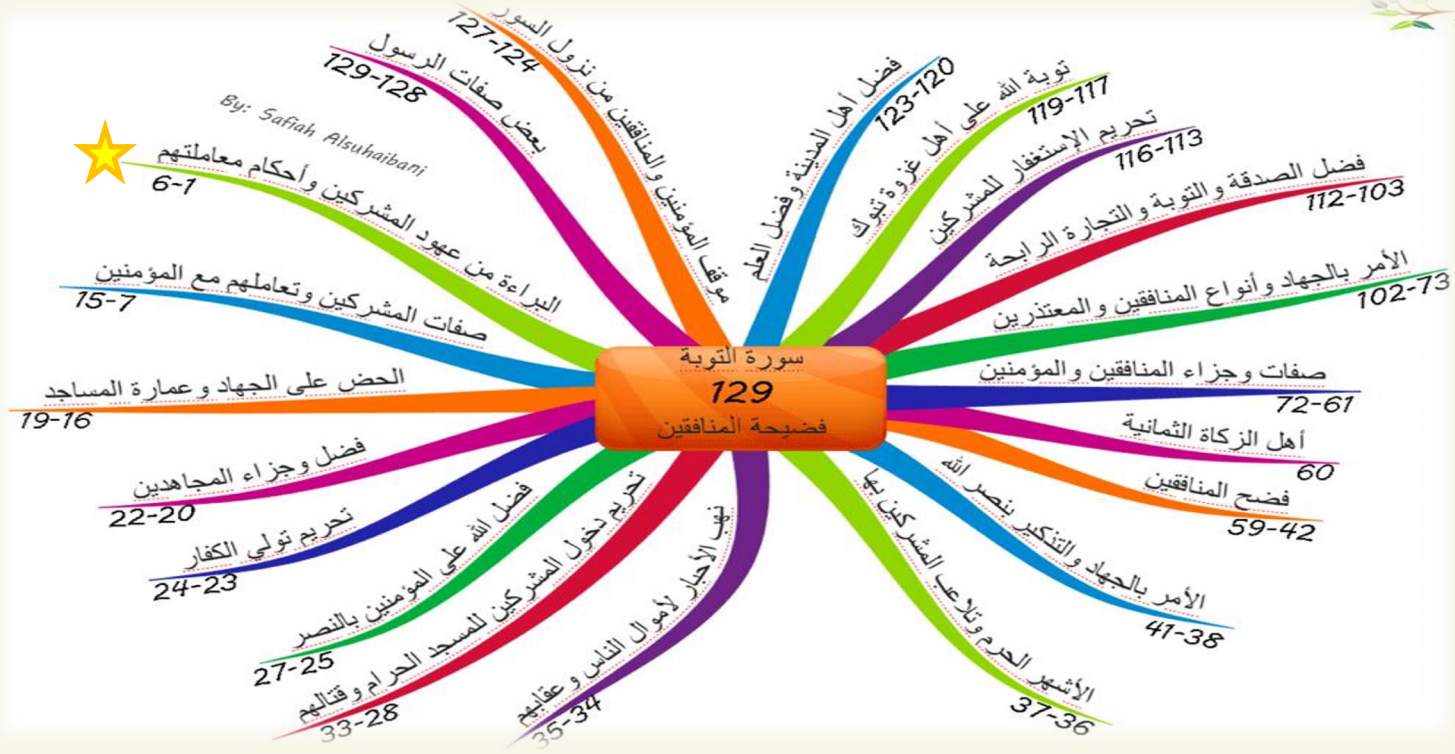 سورة التوبة
129
فضيحة المنافقين
By: Safiah Alsuhaibani
البراءة من عهود المشركين وأحكام معاملتهم
6-1
صفات المشركين وتعاملهم مع المؤمنين
15-7
الحض على الجهاد وعمارة المساجد
19-16
فضل وجزاء المجاهدين
22-20
تحريم تولي الكفار
24-23
فضل الله على المؤمنين بالنصر
27-25
تحريم دخول المشركين للمسجد الحرام وقتالهم
33-28
نهب الأحبار لأموال الناس وعقابهم
35-34
الأشهر الحرم وتلاعب المشركين بها
37-36
الأمر بالجهاد والتذكير بنصر الله
41-38
فضح المنافقين
59-42
أهل الزكاة الثمانية
60
صفات وجزاء المنافقين والمؤمنين
72-61
الأمر بالجهاد وأنواع المنافقين والمعتذرين
102-73
فضل الصدقة والتوبة والتجارة الرابحة
112-103
تحريم الإستغفار للمشركين
116-113
توبة الله على أهل غزوة تبوك
119-117
فضل أهل المدينة وفضل العلم
123-120
موقف المؤمنين والمنافقين من نزول السور
127-124
بعض صفات الرسول
129-128